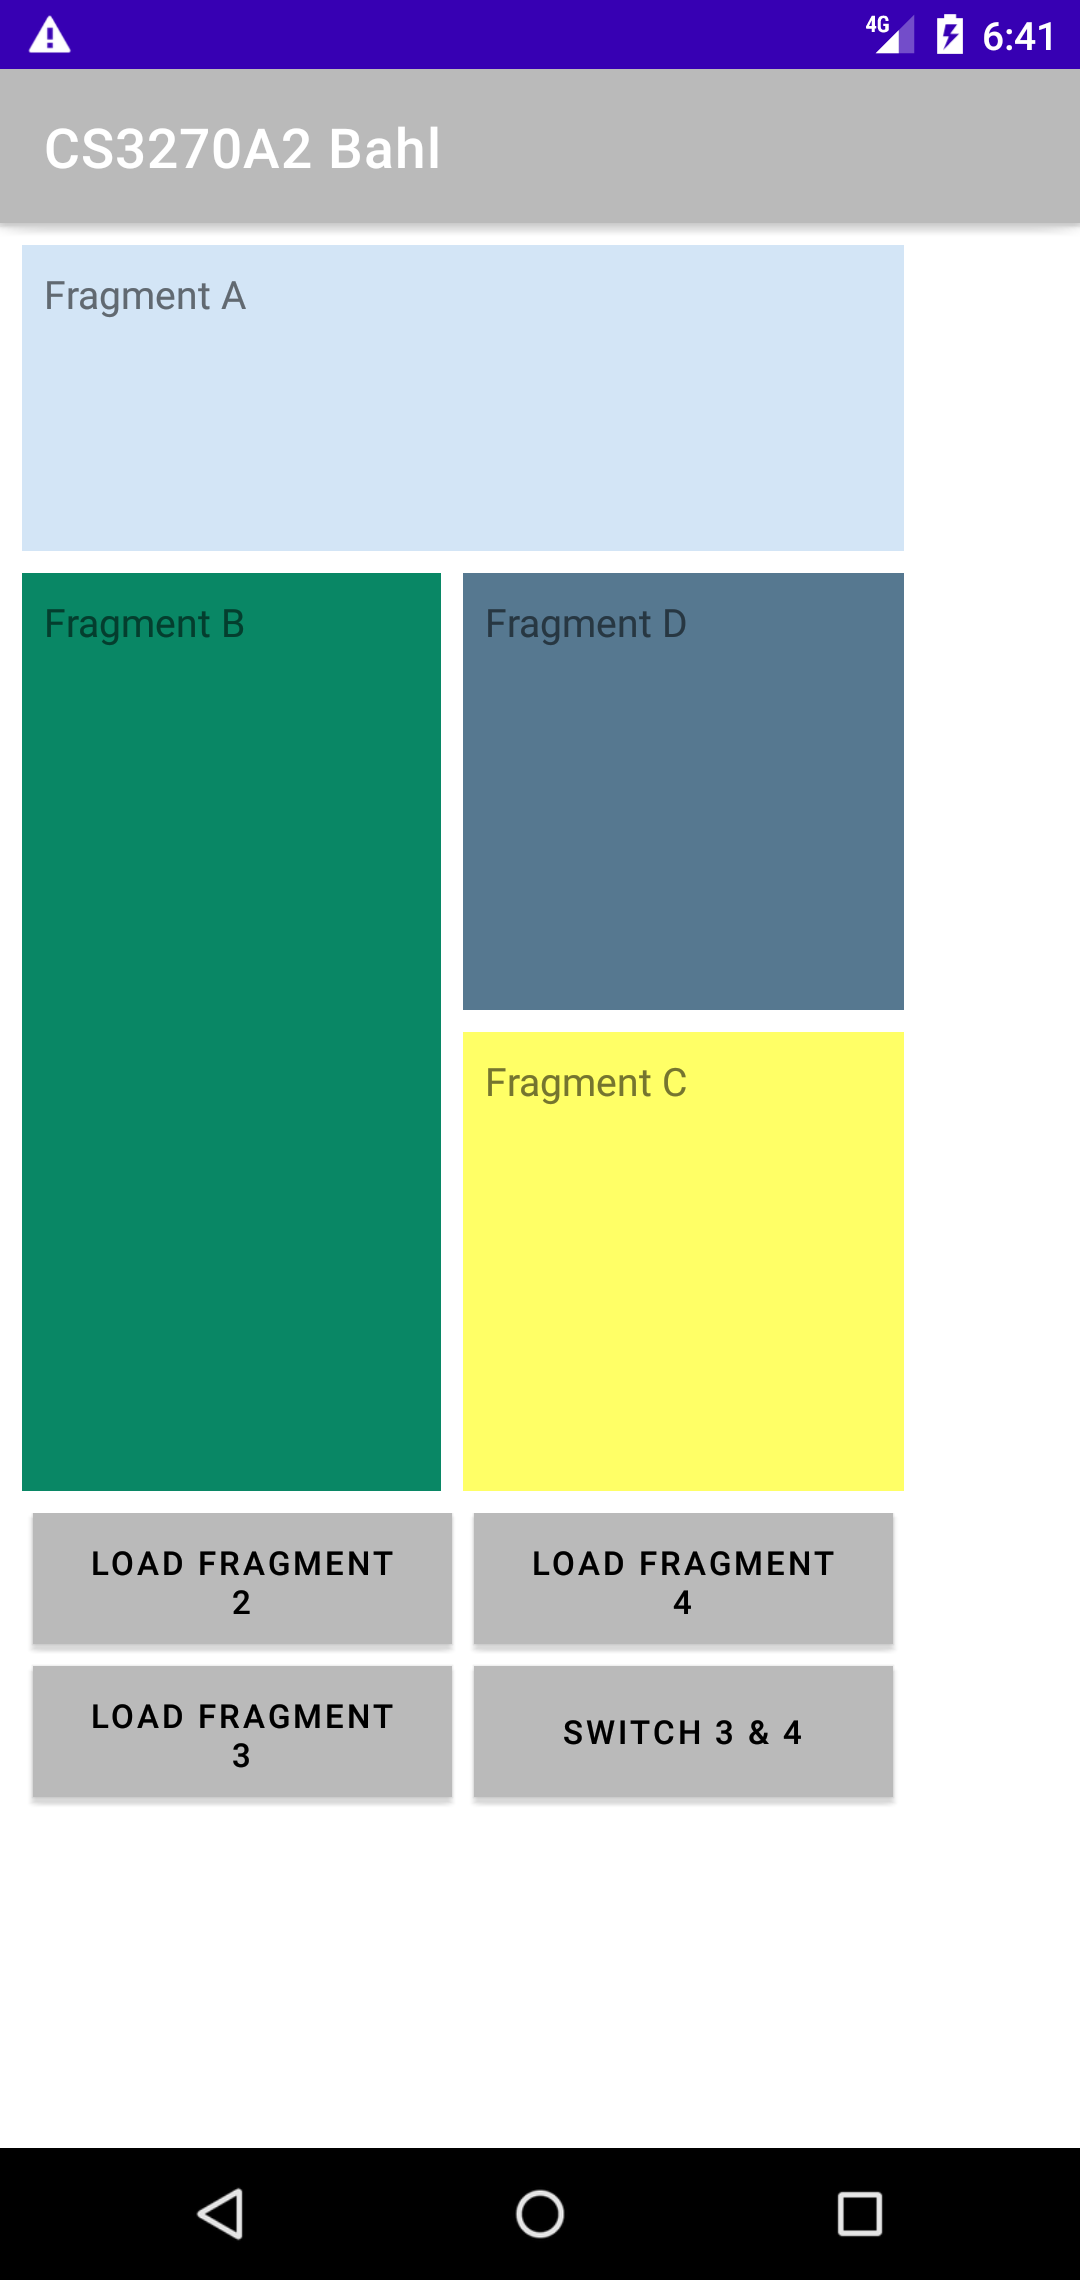 4G 6:41
CS3270A2 Bahl
Fragment A
Fragment B
Fragment D
Fragment C
LOAD FRAGMENT
2
LOAD FRAGMENT
4
LOAD FRAGMENT
3
SWITCH 3 & 4